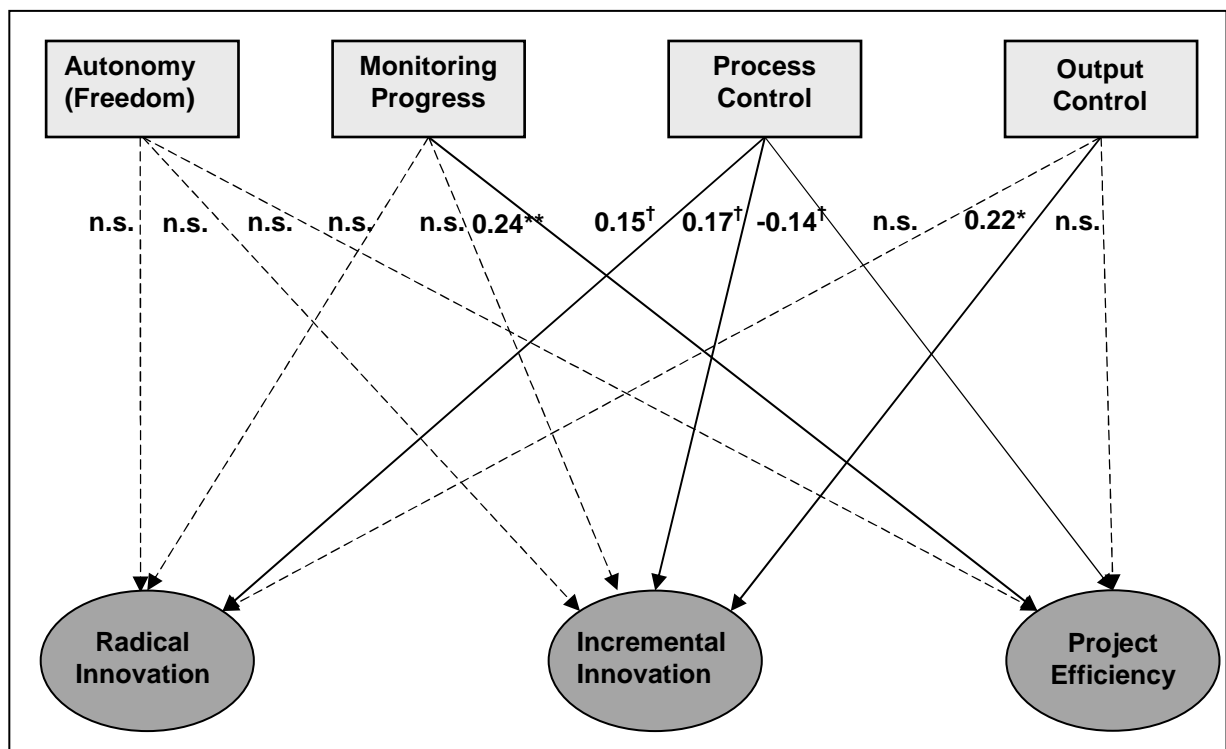 Autonomy
(Freedom)
Monitoring
Progress
Process
Control
Output
Control
n.s. n.s. n.s. n.s. n.s. 0.24** 0.15† 0.17† -0.14† n.s. 0.22* n.s.
Radical
Innovation
Incremental
Innovation
Project
Efficiency